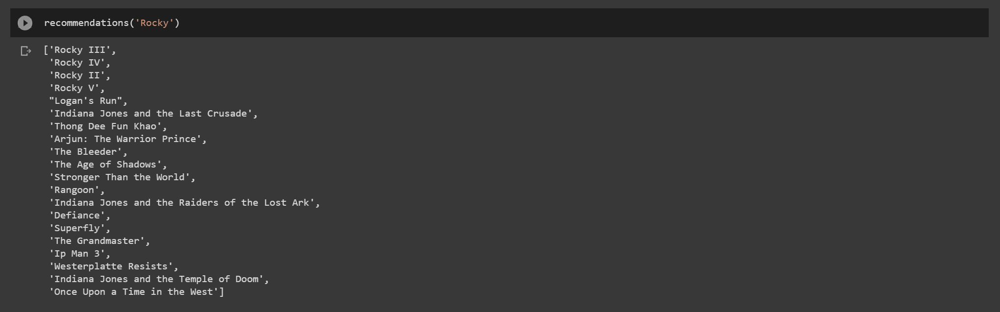 recommendations('Rocky')
['Rocky III',
'Rocky IV',
'Rocky II',
'Rocky V',
"Logan's Run",
'Indiana Jones and the Last Crusade',
'Thong Dee Fun Khao',
'Arjun: The Warrior Prince',
'The Bleeder',
'The Age of Shadows',
'Stronger Than the World',
'Rangoon',
'Indiana Jones and the Raiders of the Lost Ark',
'Defiance',
'Superfly',
'The Grandmaster',
'Ip Man 3',
'Westerplatte Resists',
'Indiana Jones and the Temple of Doom',
'Once Upon a Time in the West']